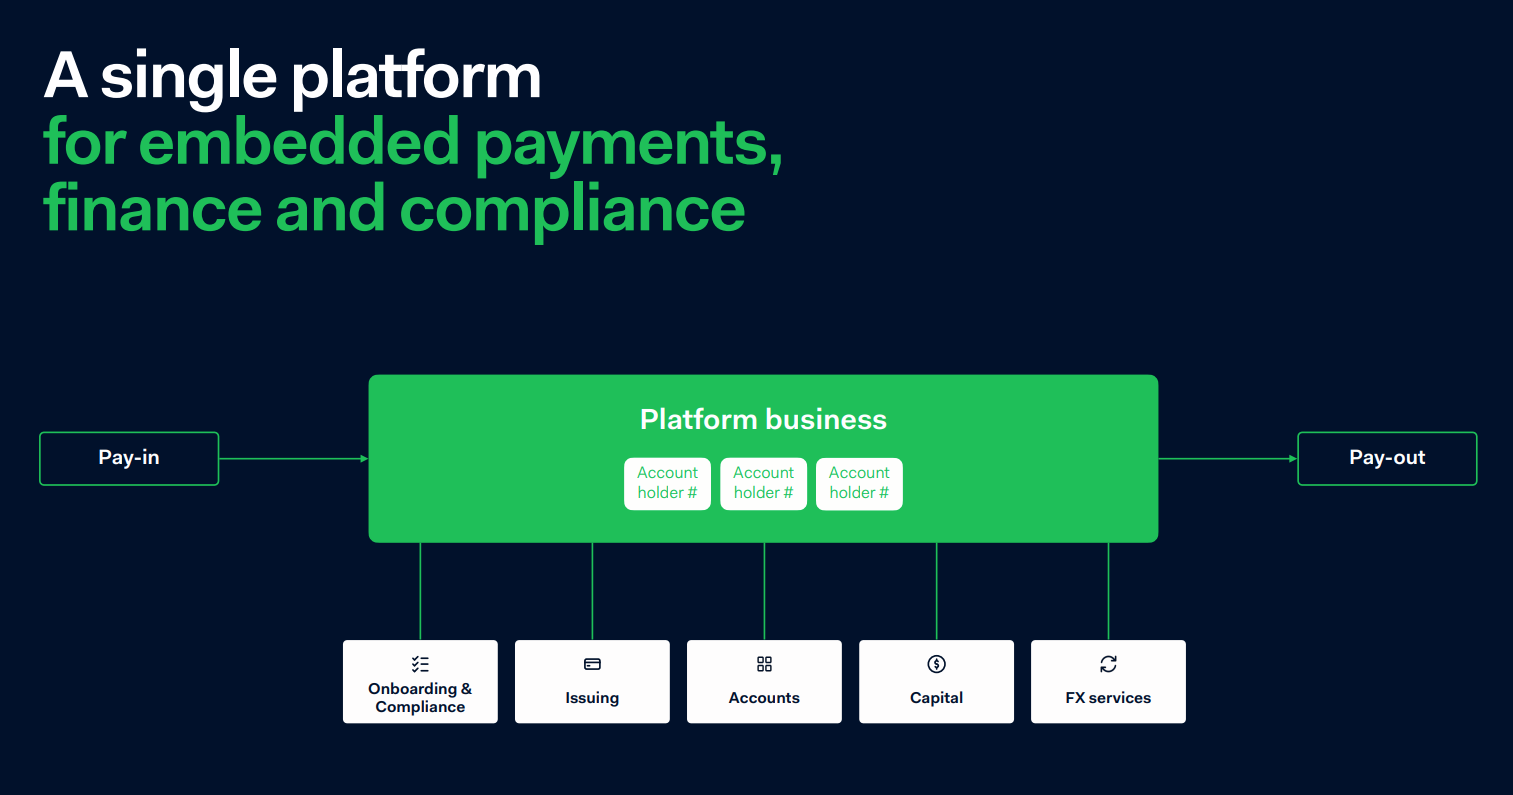 A single platform
for embedded payments,
finance and compliance
Platform business
Pay-in
Account
holder #
Account
holder #
Account
holder #
Pay-out
Onboarding &
Compliance
Issuing
Accounts
Capital
FX services